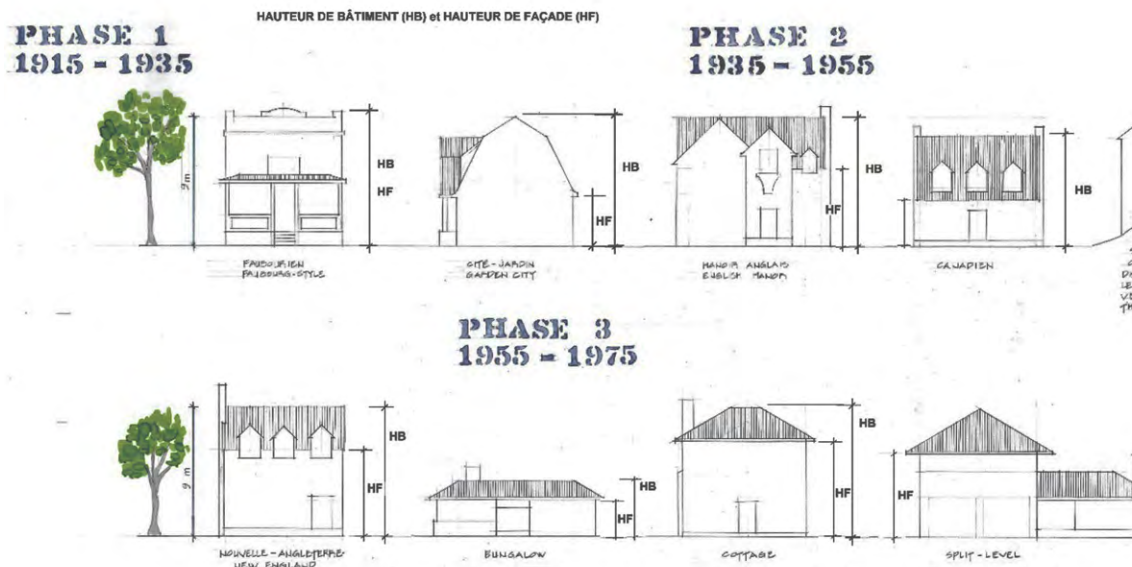 HAUTEUR DE BÂTIMENT (HB) et HAUTEUR DE FAÇADE (HF)
PHASE 1
1915 - 1935
PHASE 2
1935 - 1955
9 m
HB
HF
HB
HF
HB
HF
HB
FAUBOURIEN
FAUBOURG-STYLE
CITÉ-JARDIN
GARDEN CITY
MANOIR ANGLAIS
ENGLISH MANOR
CANADIEN
PHASE 3
1955 - 1975
9 m
HB
HF
HB
HF
HB
HF
HF
NOUVELLE-ANGLETERRE
NEW ENGLAND
BUNGALOW
COTTAGE
SPLIT-LEVEL